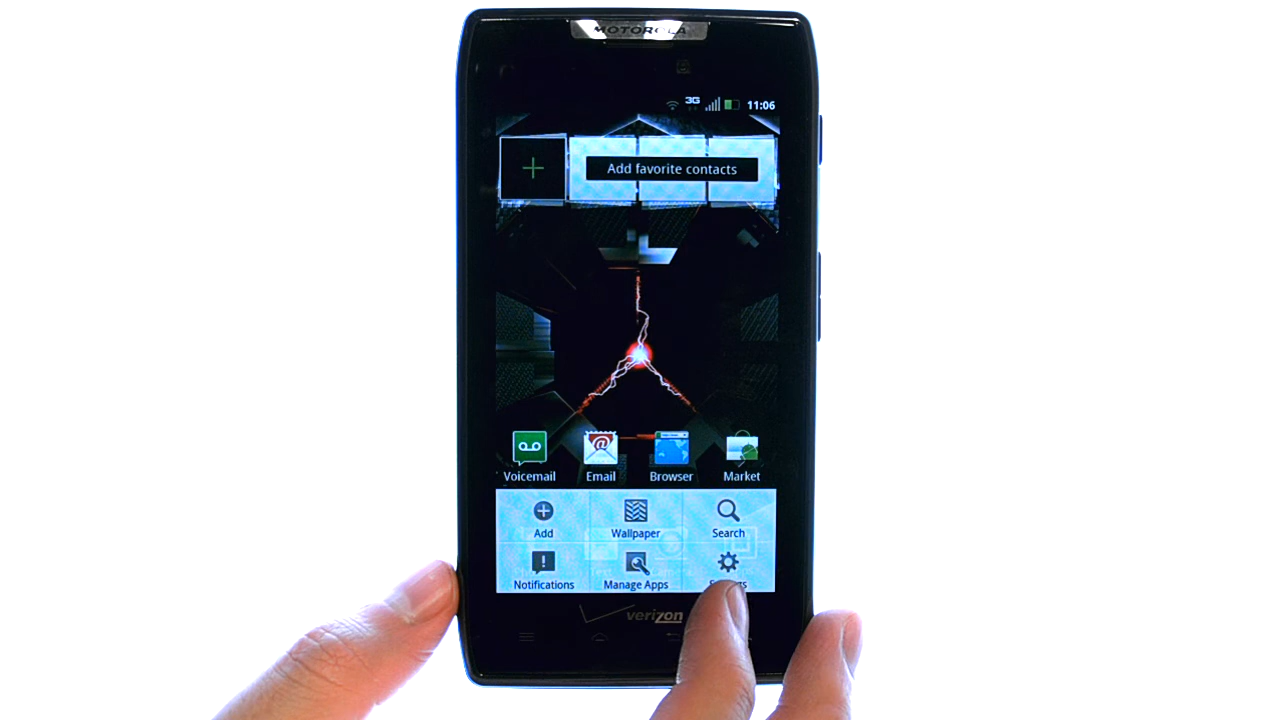 MOTOROLA
3G 11:06
Add favorite contacts
Voicemail Email Browser Market
Add Wallpaper Search
Notifications Manage Apps
verizon